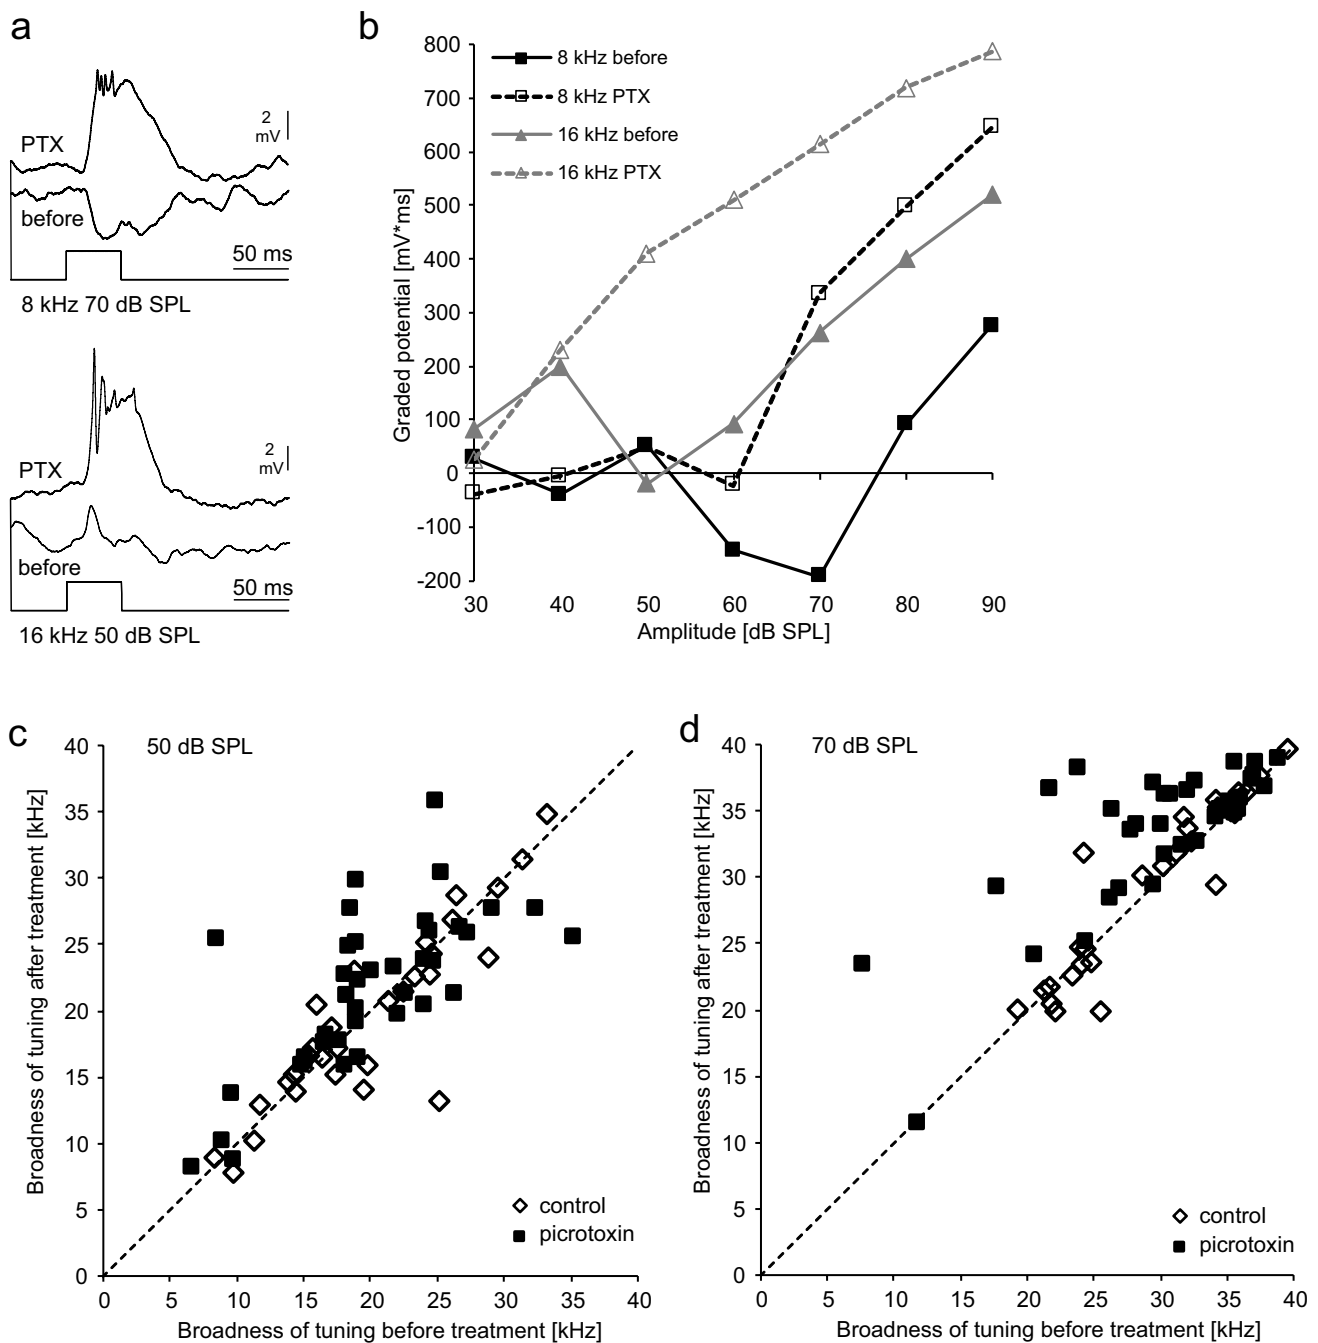 a
PTX
2
mV
before
50 ms
8 kHz 70 dB SPL
PTX
2
mV
before
50 ms
16 kHz 50 dB SPL
b
8 kHz before
8 kHz PTX
16 kHz before
16 kHz PTX
Graded potential [mV*ms]
800
700
600
500
400
300
200
100
0
-100
-200
30 40 50 60 70 80 90
Amplitude [dB SPL]
c
50 dB SPL
Broadness of tuning after treatment [kHz]
40
35
30
25
20
15
10
5
0
control
picrotoxin
0 5 10 15 20 25 30 35 40
Broadness of tuning before treatment [kHz]
d
70 dB SPL
Broadness of tuning after treatment [kHz]
40
35
30
25
20
15
10
5
0
control
picrotoxin
0 5 10 15 20 25 30 35 40
Broadness of tuning before treatment [kHz]